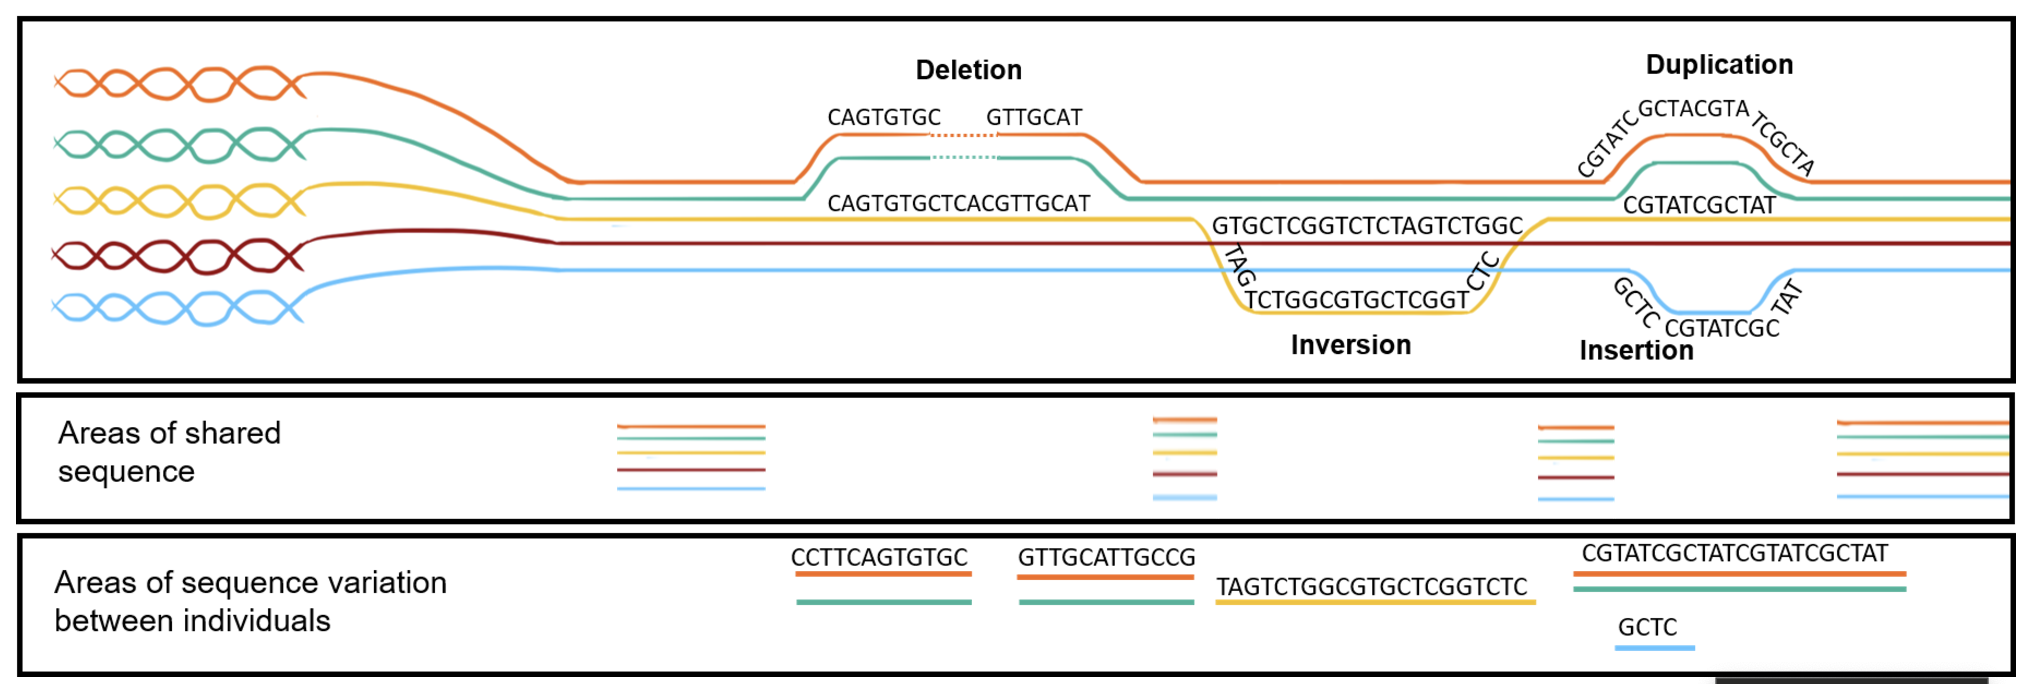 Deletion
Duplication
CAGTGTGC
GTTGCAT
CGTATC
GCTACGTA
TCGCTA
CAGTGTGCTCACGTTGCAT
CGTATCGCTAT
GTGCTCGGTCTCTAGTCTGGC
TAG
TCTGGCGTGCTCGGT
CTC
GCTC
CGTATCGC
TAT
Inversion
Insertion
Areas of shared
sequence
Areas of sequence variation
between individuals
CCTTCAGTGTGC
GTTGCATTGCCG
TAGTCTGGCGTGCTCGGTCTC
CGTATCGCTATCGTATCGCTAT
GCTC